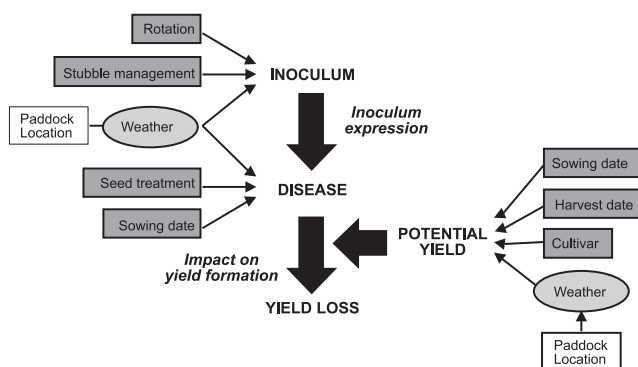 Rotation
Stubble management
INOCULUM
Paddock
Location
Weather
Inoculum
expression
Seed treatment
DISEASE
Sowing date
Sowing date
Harvest date
POTENTIAL
YIELD
Cultivar
Impact on
yield formation
Weather
YIELD LOSS
Paddock
Location